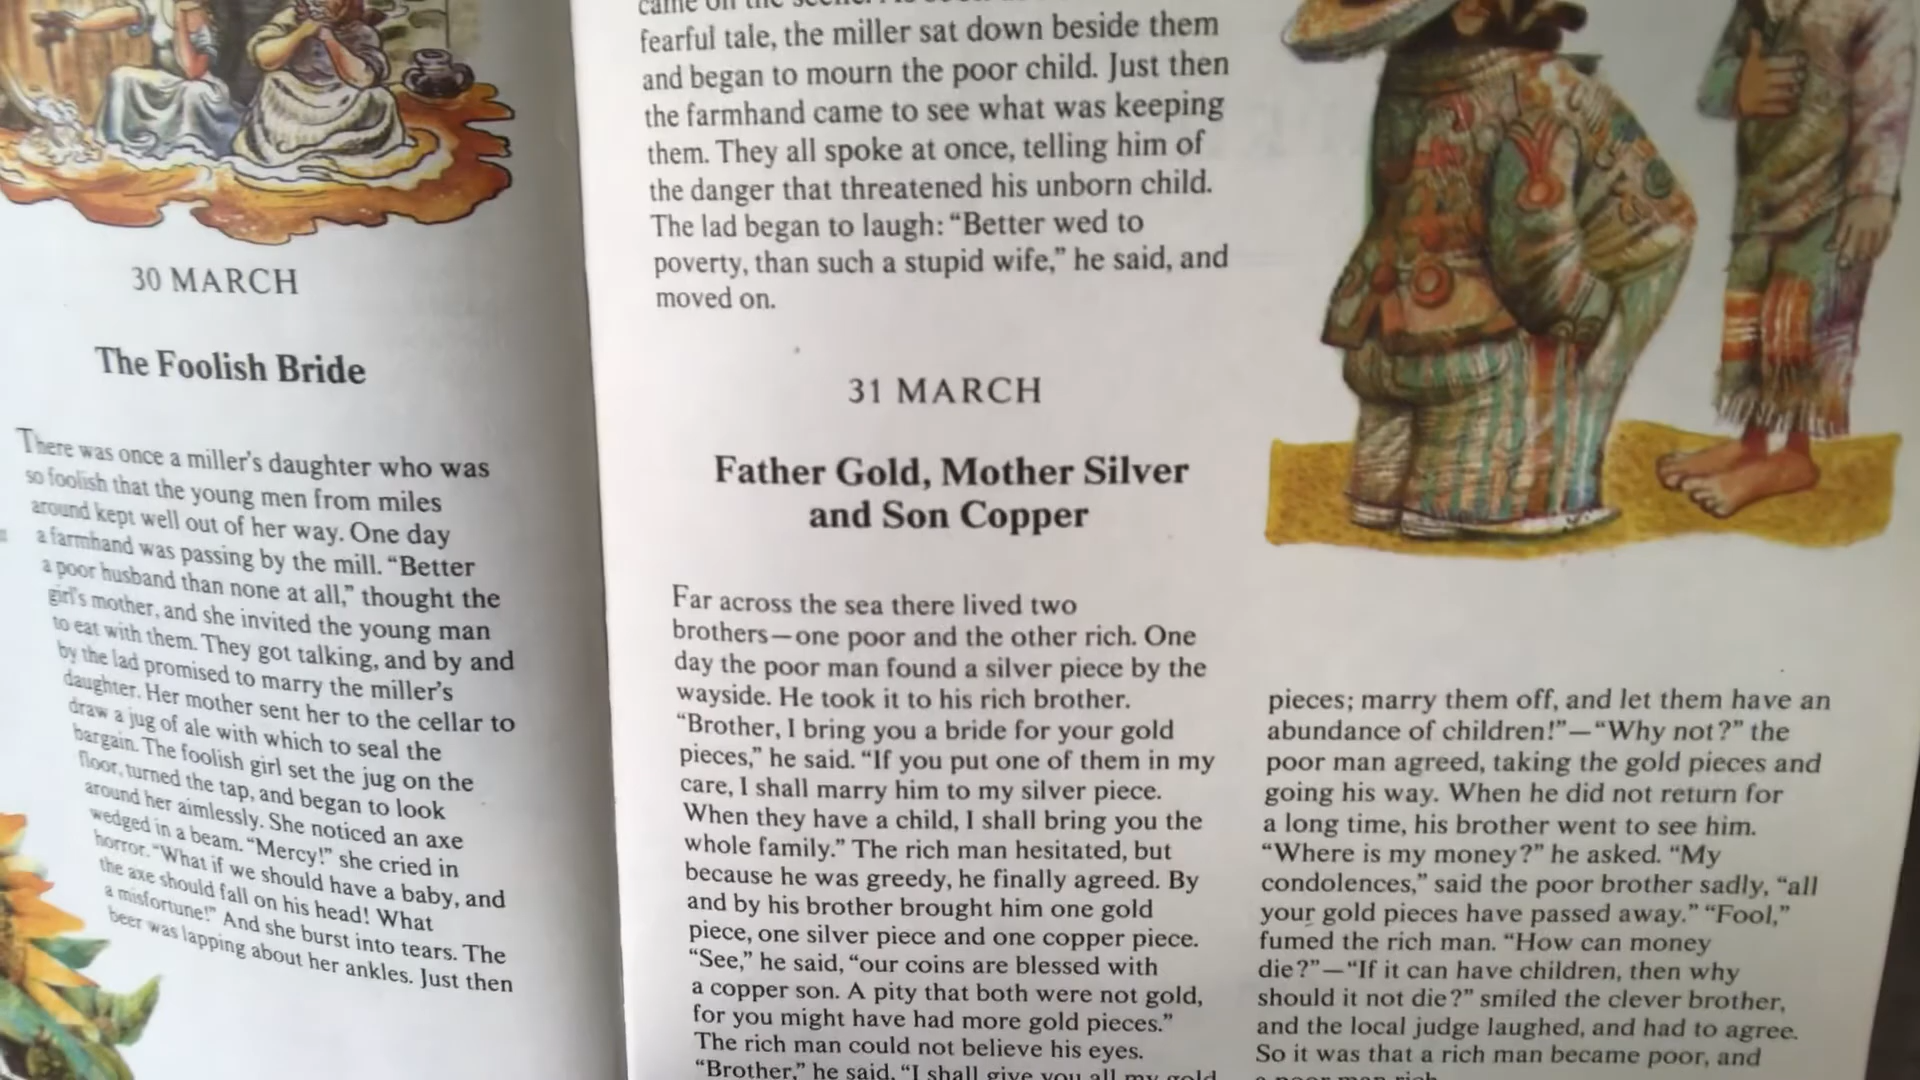 30 MARCH
The Foolish Bride
There was once a miller's daughter who was
so foolish that the young men from miles
around kept well out of her way. One day
a farmhand was passing by the mill. “Better
a poor husband than none at all,” thought the
girl's mother, and she invited the young man
to eat with them. They got talking, and by and
by the lad promised to marry the miller's
daughter. Her mother sent her to the cellar to
draw a jug of ale with which to seal the
bargain. The foolish girl set the jug on the
floor, turned the tap, and began to look
around her aimlessly. She noticed an axe
wedged in a beam. “Mercy!” she cried in
horror. “What if we should have a baby, and
the axe should fall on his head! What
a misfortune!” And she burst into tears. The
beer was lapping about her ankles. Just then
came on the
fearful tale, the miller sat down beside them
and began to mourn the poor child. Just then
the farmhand came to see what was keeping
them. They all spoke at once, telling him of
the danger that threatened his unborn child.
The lad began to laugh: “Better wed to
poverty, than such a stupid wife,” he said, and
moved on.
31 MARCH
Father Gold, Mother Silver
and Son Copper
Far across the sea there lived two
brothers—one poor and the other rich. One
day the poor man found a silver piece by the
wayside. He took it to his rich brother.
“Brother, I bring you a bride for your gold
pieces,” he said. “If you put one of them in my
care, I shall marry him to my silver piece.
When they have a child, I shall bring you the
whole family.” The rich man hesitated, but
because he was greedy, he finally agreed. By
and by his brother brought him one gold
piece, one silver piece and one copper piece.
“See,” he said, “our coins are blessed with
a copper son. A pity that both were not gold,
for you might have had more gold pieces.”
The rich man could not believe his eyes.
“Brother,” he said, “I shall give you all my gold
pieces; marry them off, and let them have an
abundance of children!”—“Why not?” the
poor man agreed, taking the gold pieces and
going his way. When he did not return for
a long time, his brother went to see him.
“Where is my money?” he asked. “My
condolences,” said the poor brother sadly, “all
your gold pieces have passed away.” “Fool,”
fumed the rich man. “How can money
die?”—“If it can have children, then why
should it not die?” smiled the clever brother,
and the local judge laughed, and had to agree.
So it was that a rich man became poor, and
a poor man rich.